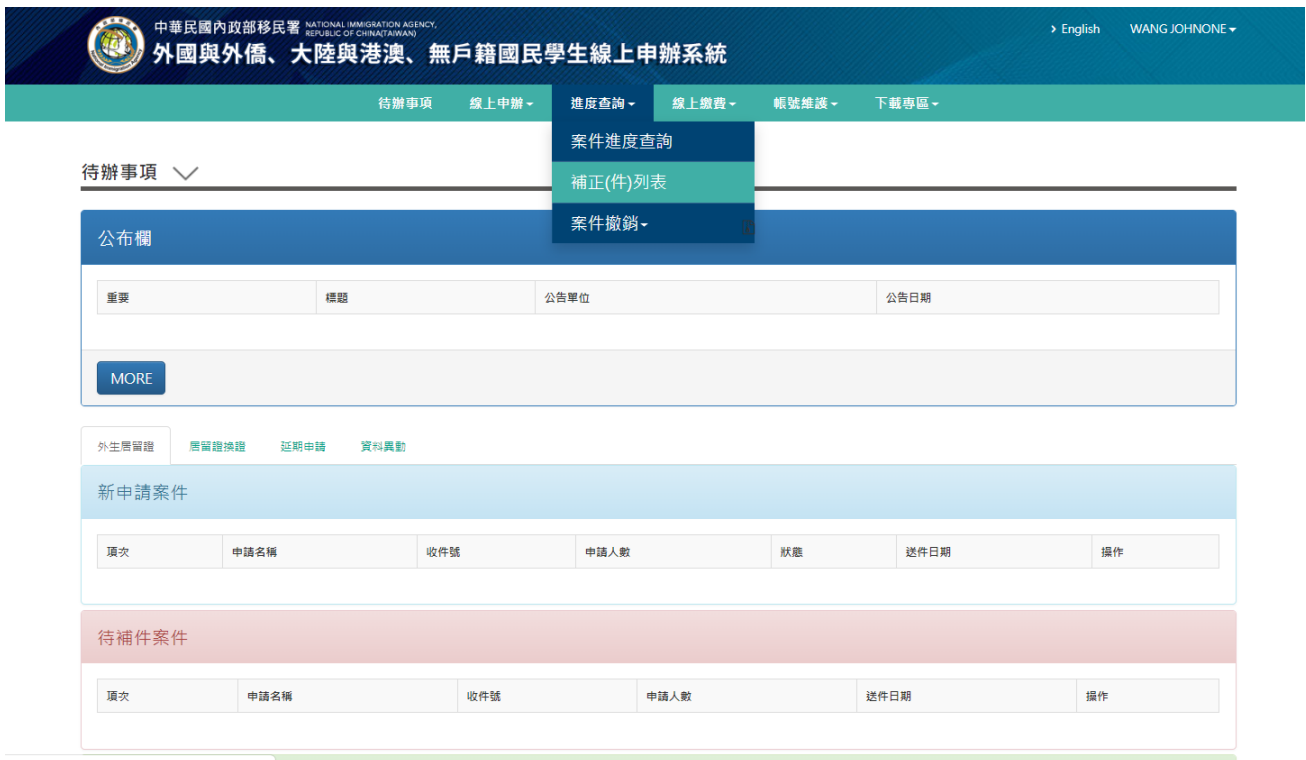 中華民國內政部移民署 NATIONAL IMMIGRATION AGENCY, REPUBLIC OF CHINA(TAIWAN)
外國與外僑、大陸與港澳、無戶籍國民學生線上申辦系統
English WANG JOHNONE
待辦事項 線上申辦 進度查詢 線上繳費 帳號維護 下載專區
案件進度查詢
補正(件)列表
案件撤銷
待辦事項
公布欄
重要 標題 公告單位 公告日期
MORE
外生居留證 居留證換證 延期申請 資料異動
新申請案件
項次 申請名稱 收件號 申請人數 狀態 送件日期 操作
待補件案件
項次 申請名稱 收件號 申請人數 送件日期 操作